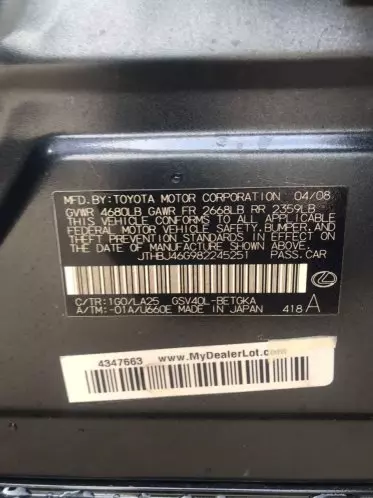 MFD.BY:TOYOTA MOTOR CORPORATION 04/08
GVWR 4680LB GAWR FR 2668LB RR 2359LB
THIS VEHICLE CONFORMS TO ALL APPLICABLE
FEDERAL MOTOR VEHICLE SAFETY, BUMPER, AND
THEFT PREVENTION STANDARDS IN EFFECT ON
THE DATE OF MANUFACTURE SHOWN ABOVE.
JTHBJ46G982245251 PASS.CAR
C/TR:1G0/LA25 GSV40L-BETGKA
A/TM:-01A/U660E MADE IN JAPAN 418A
4347663 www.MyDealerLot.com